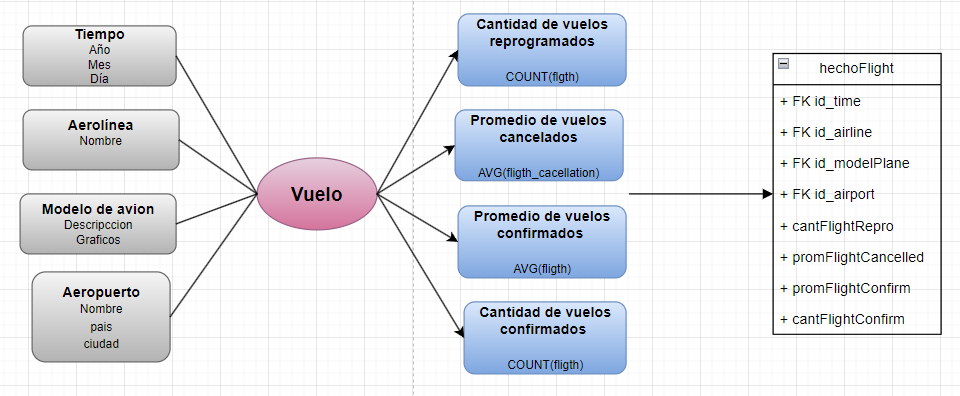 Tiempo
Año
Mes
Día
Aerolínea
Nombre
Modelo de avion
Descripccion
Graficos
Aeropuerto
Nombre
pais
ciudad
Vuelo
Cantidad de vuelos
reprogramados
COUNT(flgth)
Promedio de vuelos
cancelados
AVG(fligth_cacellation)
Promedio de vuelos
confirmados
AVG(fligth)
Cantidad de vuelos
confirmados
COUNT(fligth)
hechoFlight
+ FK id_time
+ FK id_airline
+ FK id_modelPlane
+ FK id_airport
+ cantFlightRepro
+ promFlightCancelled
+ promFlightConfirm
+ cantFlightConfirm